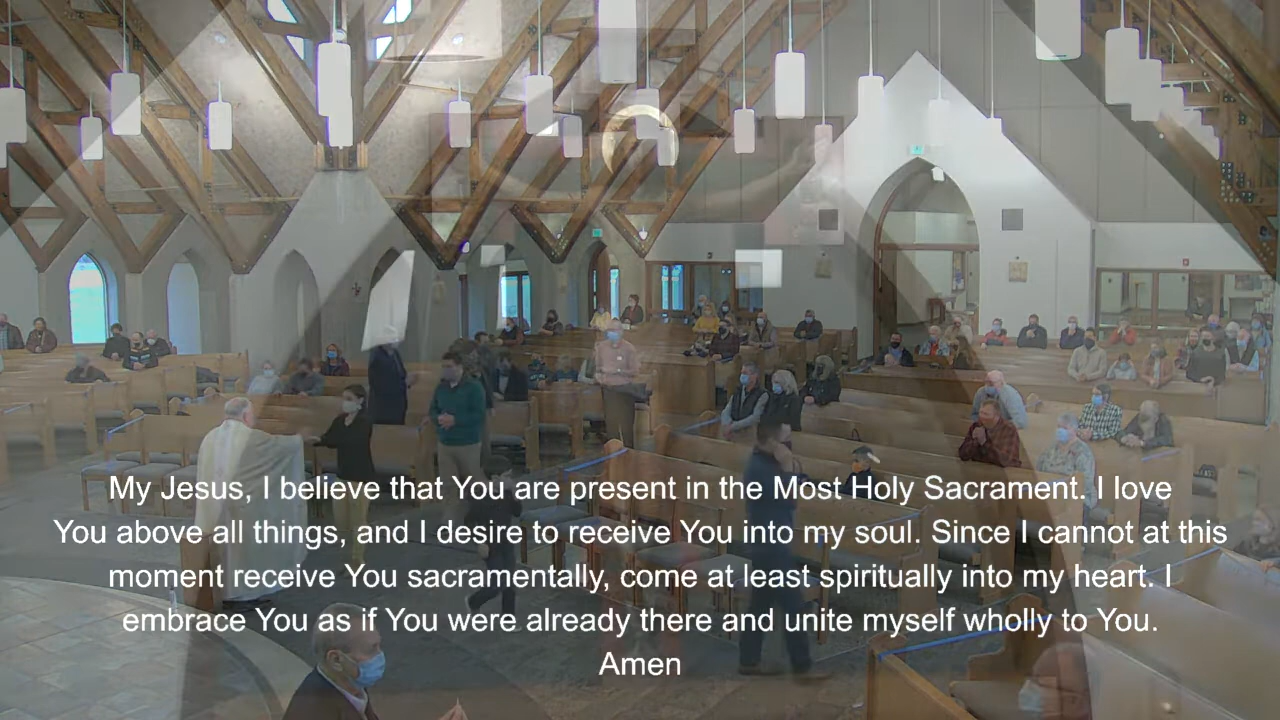 My Jesus, I believe that You are present in the Most Holy Sacrament. I love
You above all things, and I desire to receive You into my soul. Since I cannot at this
moment receive You sacramentally, come at least spiritually into my heart. I
embrace You as if You were already there and unite myself wholly to You.
Amen